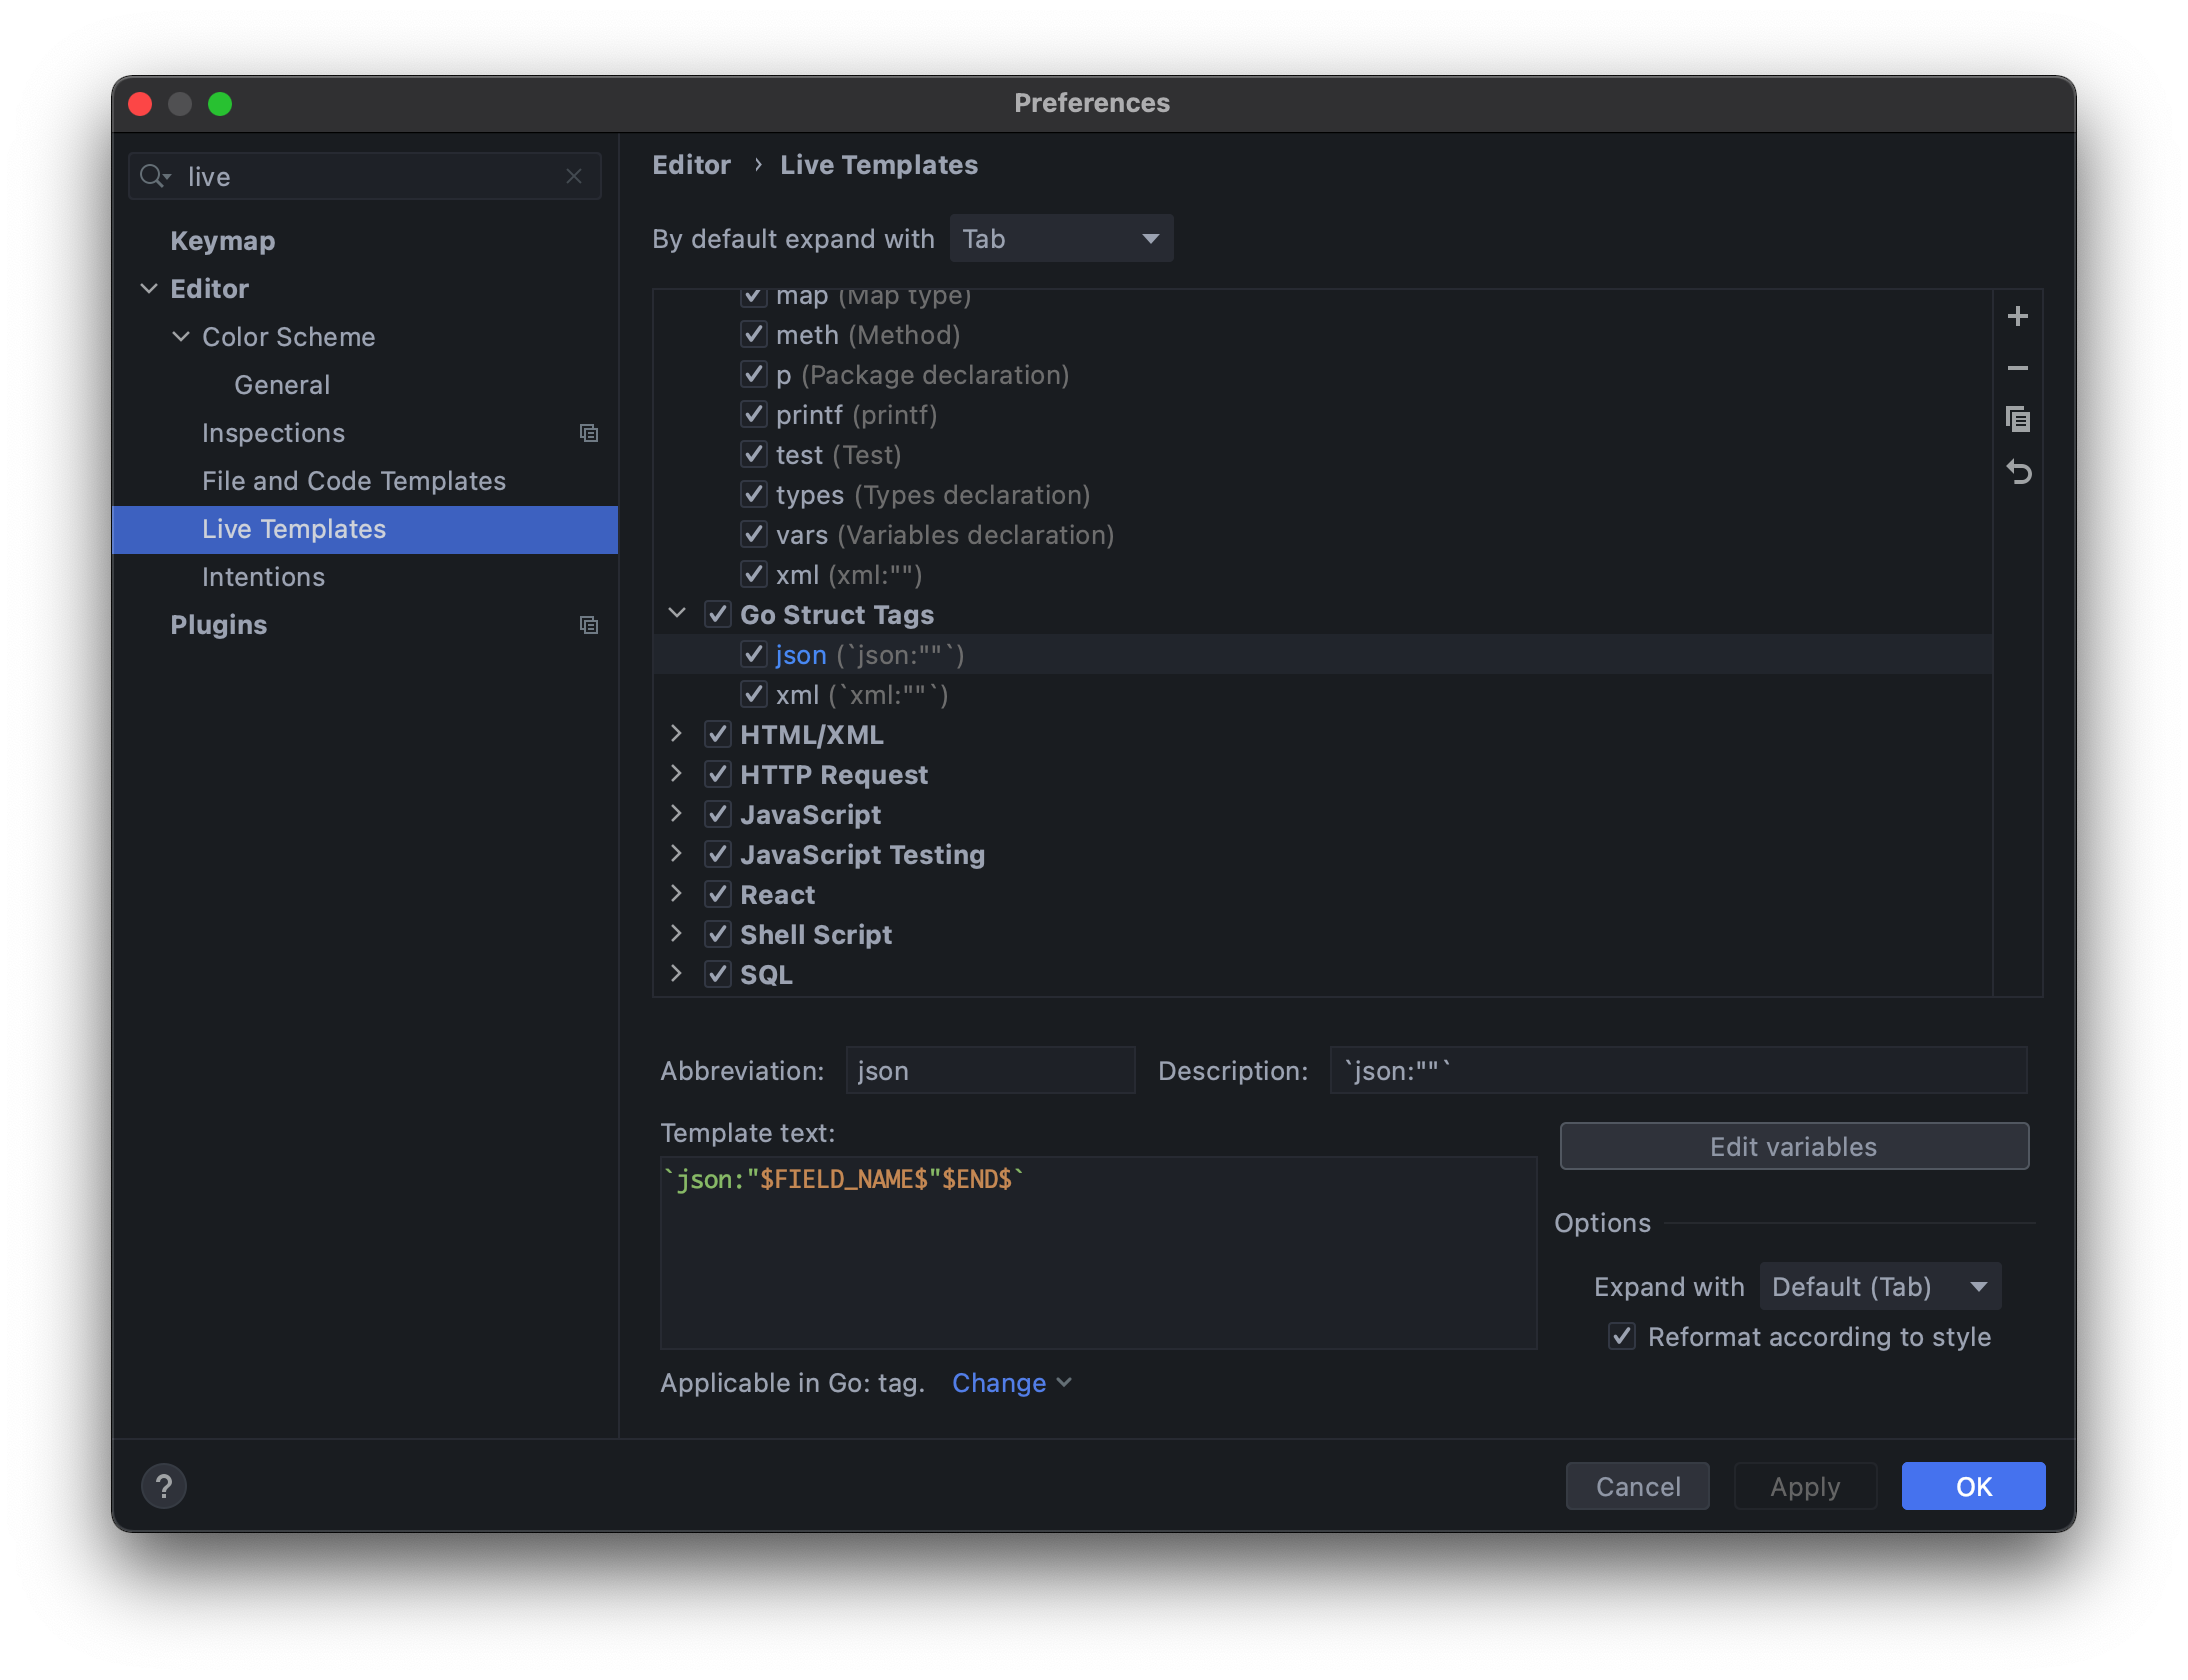 Preferences
live
Keymap
Editor
Color Scheme
General
Inspections
File and Code Templates
Live Templates
Intentions
Plugins
Editor › Live Templates
By default expand with Tab
map (Map type)
meth (Method)
p (Package declaration)
printf (printf)
test (Test)
types (Types declaration)
vars (Variables declaration)
xml (xml:"")
Go Struct Tags
json (`json:""`)
xml (`xml:""`)
HTML/XML
HTTP Request
JavaScript
JavaScript Testing
React
Shell Script
SQL
Abbreviation: json Description: `json:""`
Template text:
`json:"$FIELD_NAME$"$END$`
Edit variables
Options
Expand with Default (Tab)
Reformat according to style
Applicable in Go: tag. Change
? Cancel Apply OK